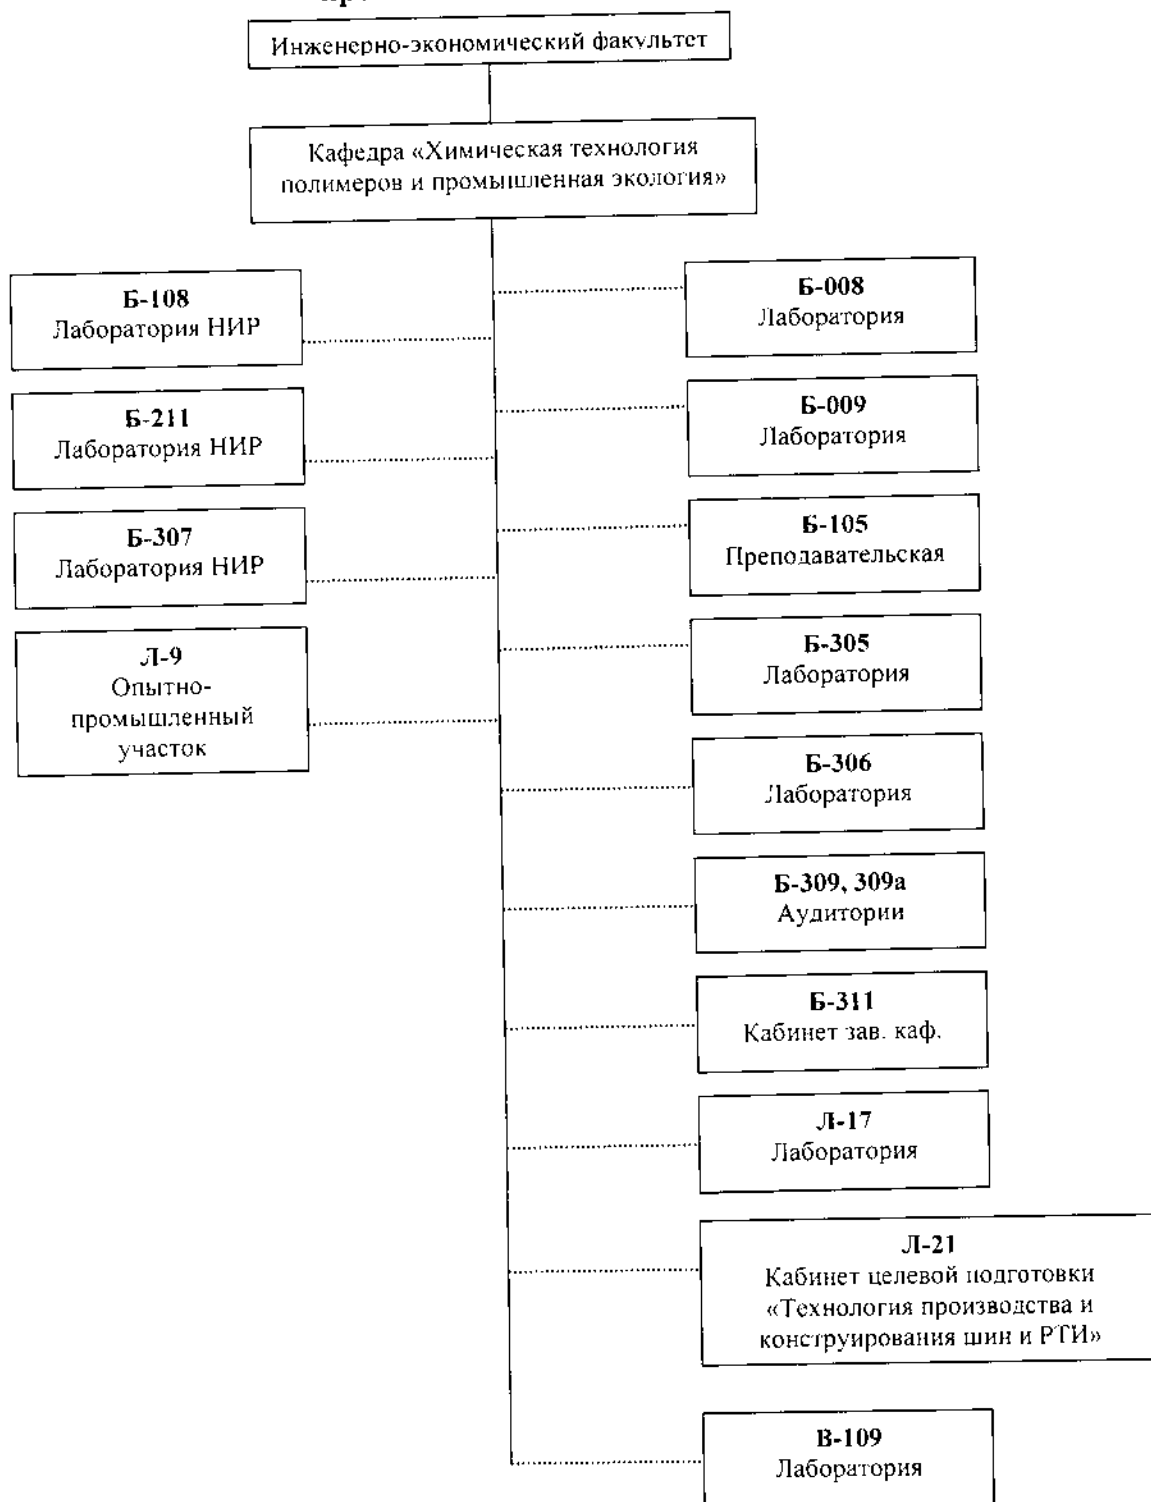 Инженерно-экономический факультет
Кафедра «Химическая технология
полимеров и промышленная экология»
Б-108
Лаборатория НИР
Б-211
Лаборатория НИР
Б-307
Лаборатория НИР
Л-9
Опытно-
промышленный
участок
Б-008
Лаборатория
Б-009
Лаборатория
Б-105
Преподавательская
Б-305
Лаборатория
Б-306
Лаборатория
Б-309, 309а
Аудитории
Б-311
Кабинет зав. каф.
Л-17
Лаборатория
Л-21
Кабинет целевой подготовки
«Технология производства и
конструирования шин и РТИ»
В-109
Лаборатория